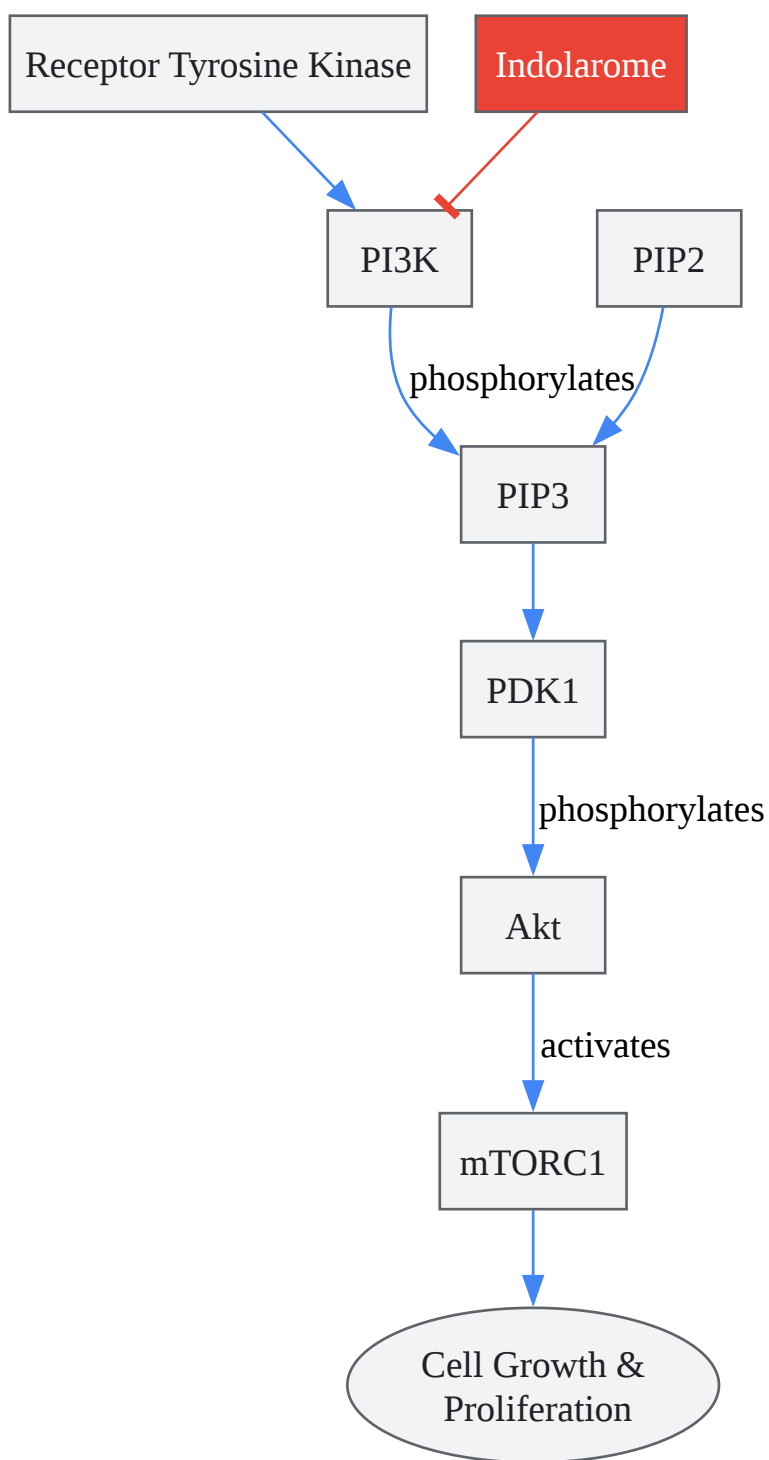 Receptor Tyrosine Kinase
Indolarome
PI3K
PIP2
phosphorylates
PIP3
PDK1
phosphorylates
Akt
activates
mTORC1
Cell Growth &
Proliferation